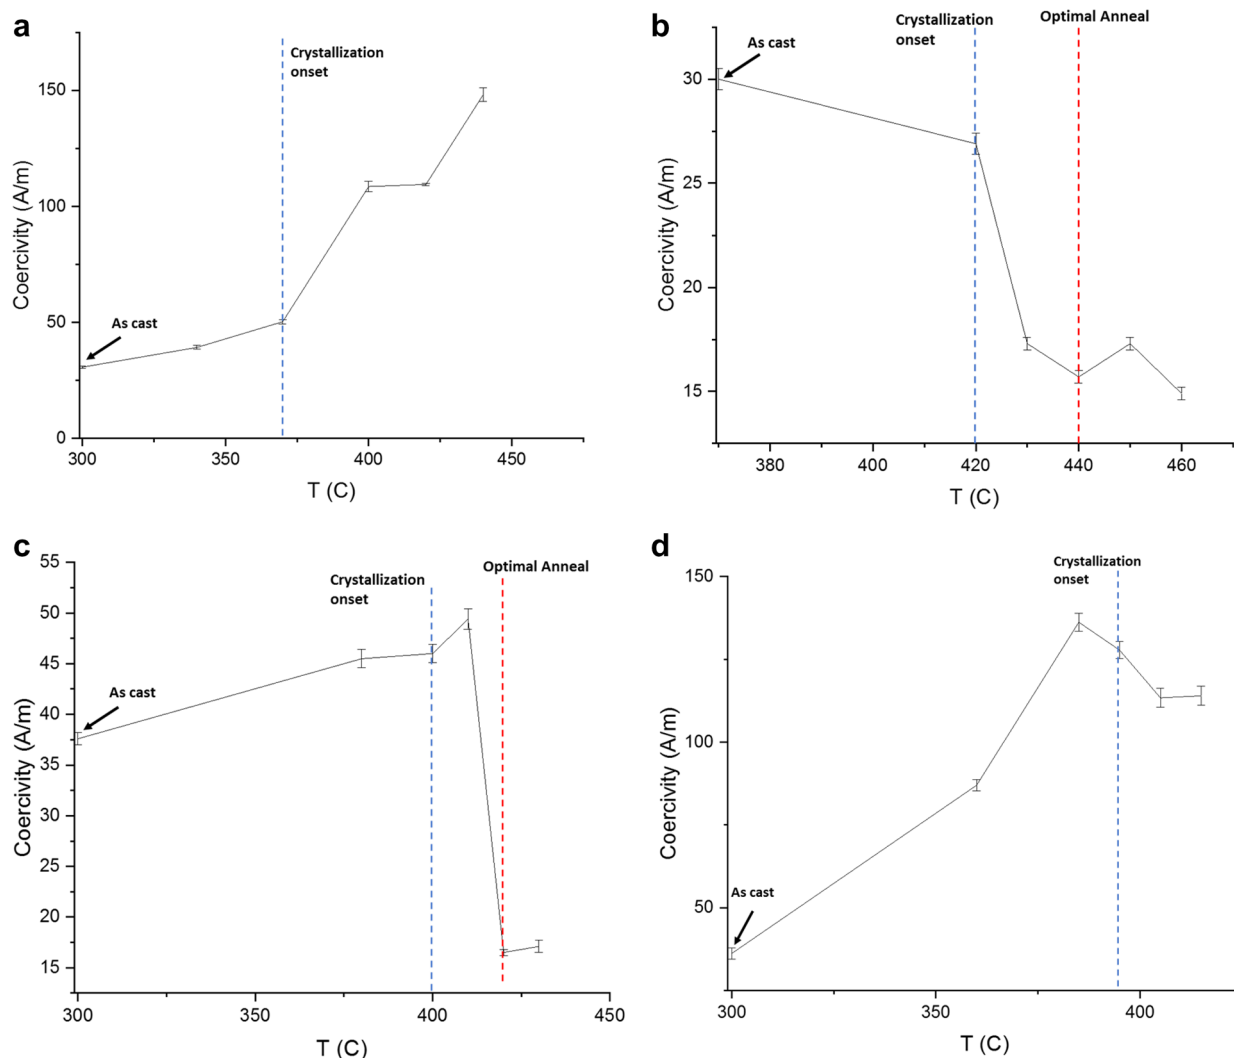 a
Crystallization
onset
As cast
150
100
50
0
300
350
400
450
Coercivity (A/m)
T (C)
b
Crystallization
onset
Optimal Anneal
As cast
30
25
20
15
380
400
420
440
460
Coercivity (A/m)
T (C)
c
Crystallization
onset
Optimal Anneal
As cast
55
50
45
40
35
30
25
20
15
300
350
400
450
Coercivity (A/m)
T (C)
d
Crystallization
onset
As cast
150
100
50
300
350
400
Coercivity (A/m)
T (C)